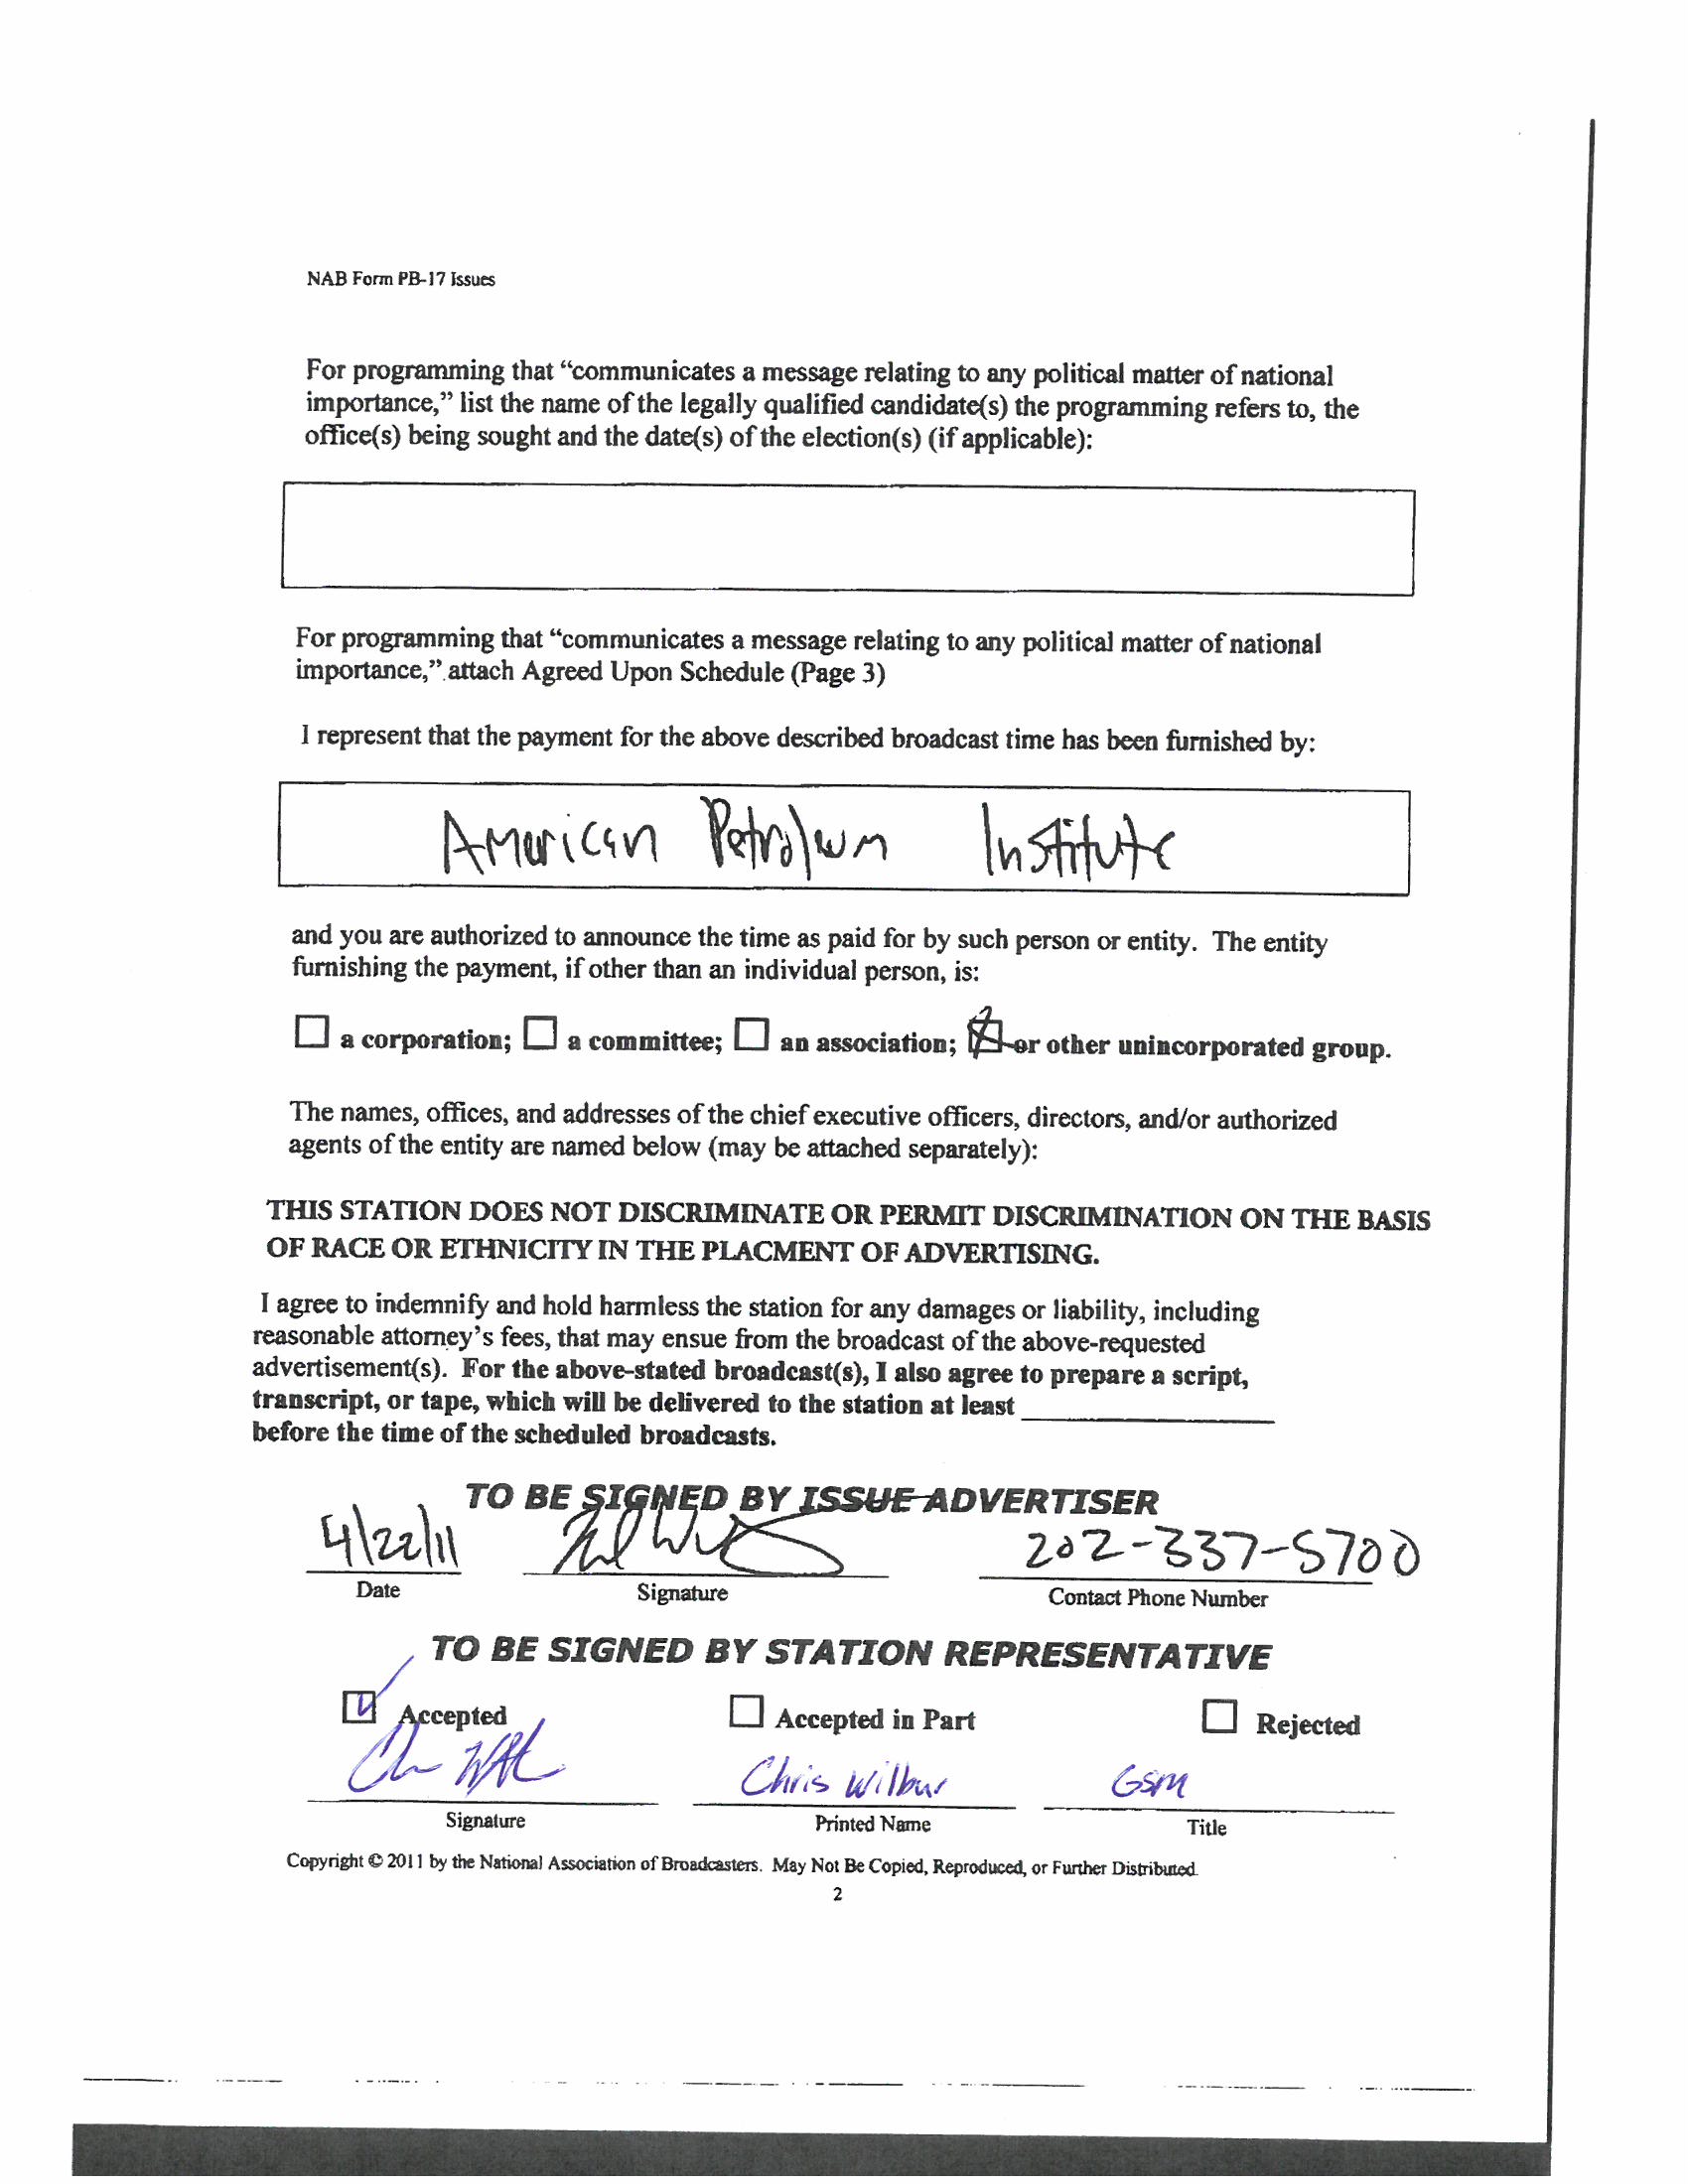 NAB Form PB-17 Issues
For programming that “communicates a message relating to any political matter of national
importance,” list the name of the legally qualified candidate(s) the programming refers to, the
office(s) being sought and the date(s) of the election(s) (if applicable):
For programming that “communicates a message relating to any political matter of national
importance,” attach Agreed Upon Schedule (Page 3)
I represent that the payment for the above described broadcast time has been furnished by:
American Petroleum Institute
and you are authorized to announce the time as paid for by such person or entity. The entity
furnishing the payment, if other than an individual person, is:
a corporation; a committee; an association; or other unincorporated group.
The names, offices, and addresses of the chief executive officers, directors, and/or authorized
agents of the entity are named below (may be attached separately):
THIS STATION DOES NOT DISCRIMINATE OR PERMIT DISCRIMINATION ON THE BASIS
OF RACE OR ETHNICITY IN THE PLACMENT OF ADVERTISING.
I agree to indemnify and hold harmless the station for any damages or liability, including
reasonable attorney’s fees, that may ensue from the broadcast of the above-requested
advertisement(s). For the above-stated broadcast(s), I also agree to prepare a script,
transcript, or tape, which will be delivered to the station at least
before the time of the scheduled broadcasts.
TO BE SIGNED BY ISSUE ADVERTISER
4/22/11 202-337-5700
Date Signature Contact Phone Number
TO BE SIGNED BY STATION REPRESENTATIVE
Accepted Accepted in Part Rejected
Chris Wilbur GSM
Signature Printed Name Title
Copyright © 2011 by the National Association of Broadcasters. May Not Be Copied, Reproduced, or Further Distributed.
2